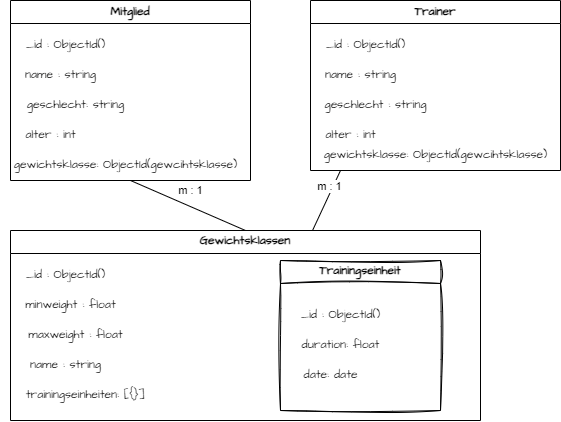 Mitglied
_id : ObjectId()
name : string
geschlecht: string
alter : int
gewichtsklasse: ObjectId(gewcihtsklasse)
Trainer
_id : ObjectId()
name : string
geschlecht : string
alter : int
gewichtsklasse: ObjectId(gewcihtsklasse)
m : 1
m : 1
Gewichtsklassen
_id : ObjectId()
minweight : float
maxweight : float
name : string
trainingseinheiten: [{}']
Trainingseinheit
_id : ObjectId()
duration: float
date: date